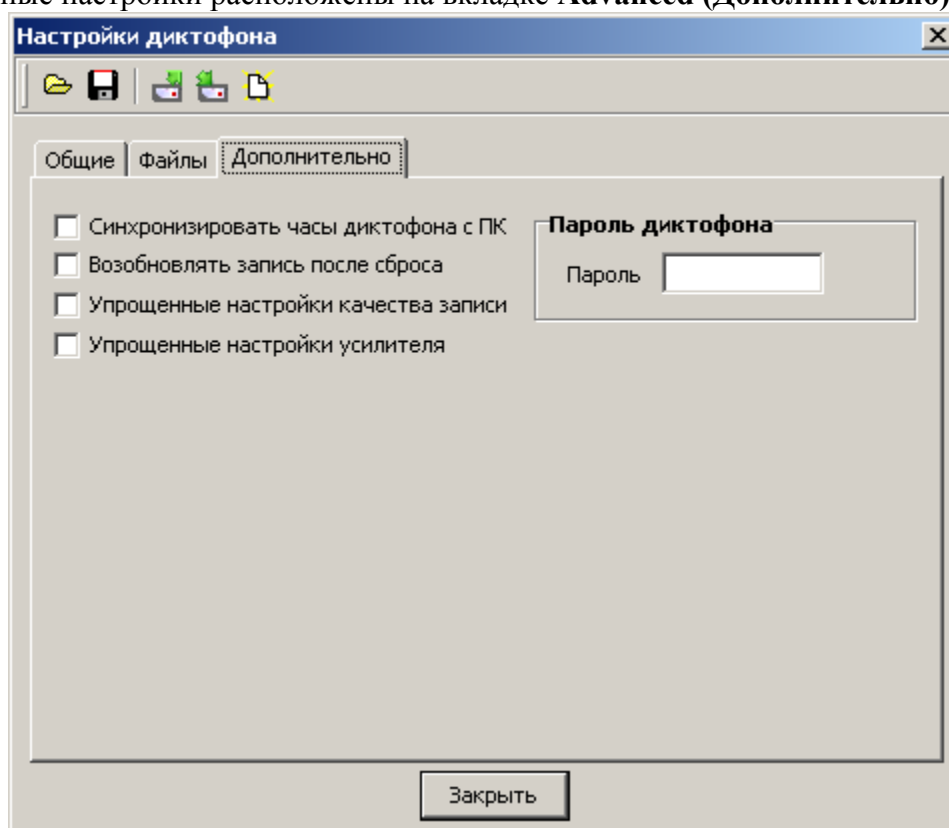 ные настройки расположены на вкладке Advanced (Дополнительно)
Настройки диктофона
Общие Файлы Дополнительно
Синхронизировать часы диктофона с ПК
Возобновлять запись после сброса
Упрощенные настройки качества записи
Упрощенные настройки усилителя
Пароль диктофона
Пароль
Закрыть